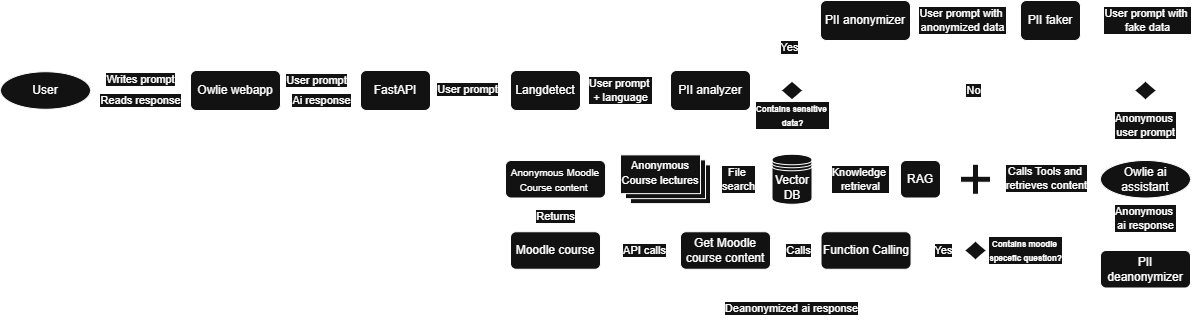 PII anonymizer
User prompt with
anonymized data
PII faker
User prompt with
fake data
Yes
User
Writes prompt
Reads response
Owlie webapp
User prompt
Ai response
FastAPI
User prompt
Langdetect
User prompt
+ language
PII analyzer
Contains sensitive
data?
No
Anonymous
user prompt
Anonymous Moodle
Course content
Anonymous
Course lectures
File
search
Vector
DB
Knowledge
retrieval
RAG
Calls Tools and
retrieves content
Owlie ai
assistant
Returns
Anonymous
ai response
Moodle course
API calls
Get Moodle
course content
Calls
Function Calling
Yes
Contains moodle
specefic question?
PII
deanonymizer
Deanonymized ai response